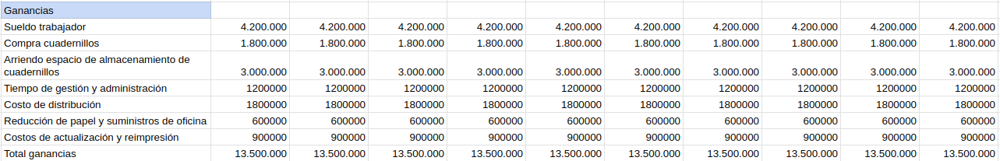 Ganancias
Sueldo trabajador 4.200.000 4.200.000 4.200.000 4.200.000 4.200.000 4.200.000 4.200.000 4.200.000 4.200.000 4.200.000
Compra cuadernillos 1.800.000 1.800.000 1.800.000 1.800.000 1.800.000 1.800.000 1.800.000 1.800.000 1.800.000 1.800.000
Arriendo espacio de almacenamiento de
cuadernillos 3.000.000 3.000.000 3.000.000 3.000.000 3.000.000 3.000.000 3.000.000 3.000.000 3.000.000 3.000.000
Tiempo de gestión y administración 1200000 1200000 1200000 1200000 1200000 1200000 1200000 1200000 1200000 1200000
Costo de distribución 1800000 1800000 1800000 1800000 1800000 1800000 1800000 1800000 1800000 1800000
Reducción de papel y suministros de oficina 600000 600000 600000 600000 600000 600000 600000 600000 600000 600000
Costos de actualización y reimpresión 900000 900000 900000 900000 900000 900000 900000 900000 900000 900000
Total ganancias 13.500.000 13.500.000 13.500.000 13.500.000 13.500.000 13.500.000 13.500.000 13.500.000 13.500.000 13.500.000